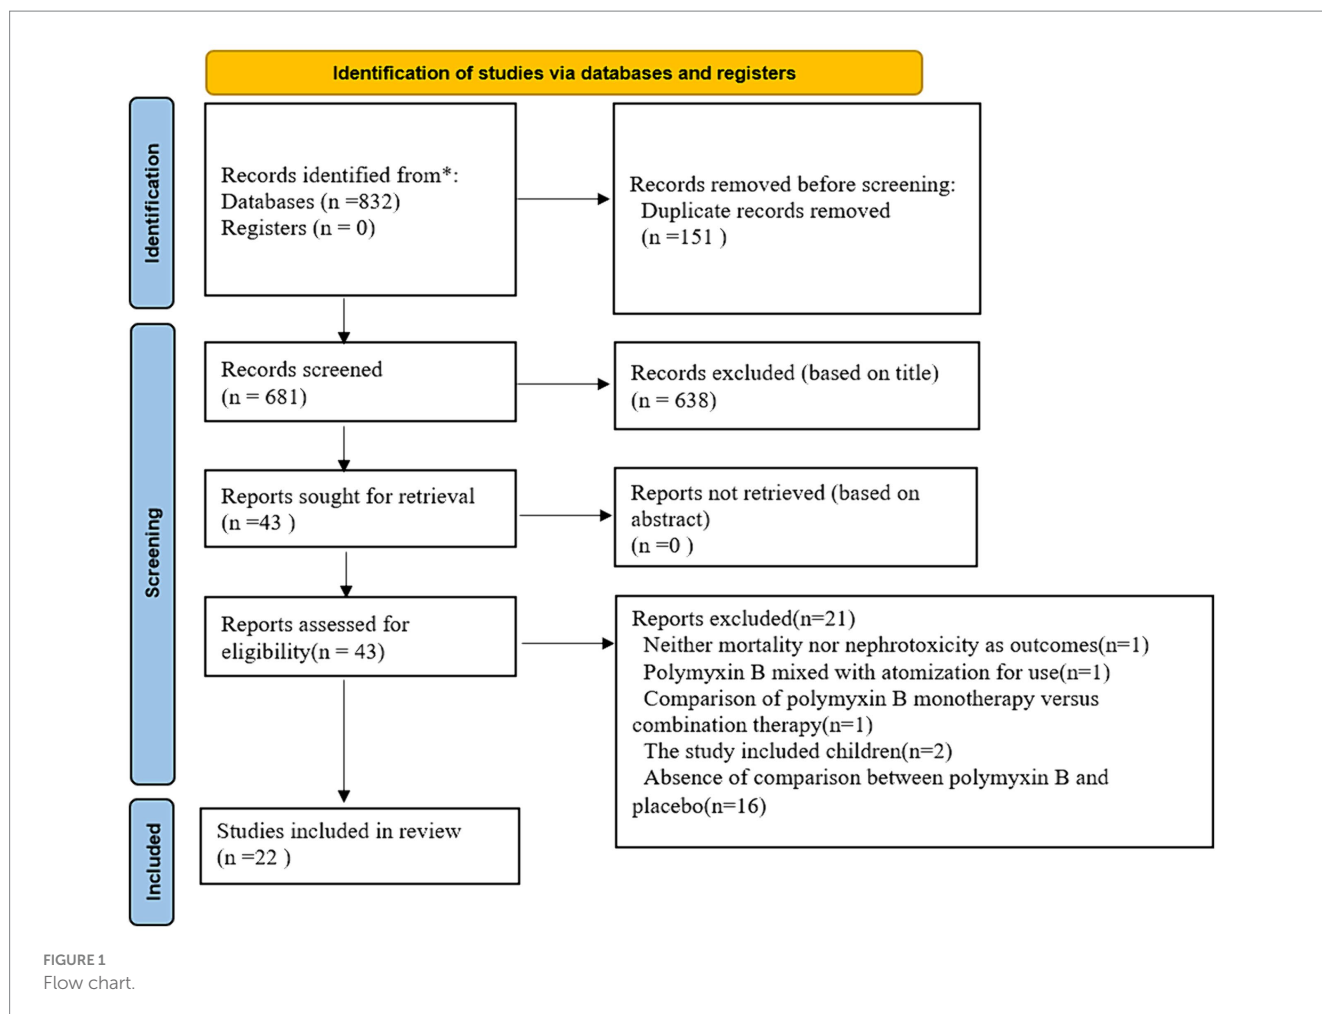 Identification of studies via databases and registers
Identification
Records identified from*:
Databases (n =832)
Registers (n = 0)
Records removed before screening:
Duplicate records removed
(n =151 )
Screening
Records screened
(n = 681)
Records excluded (based on title)
(n = 638)
Reports sought for retrieval
(n =43 )
Reports not retrieved (based on
abstract)
(n =0 )
Reports assessed for
eligibility(n = 43)
Reports excluded(n=21)
Neither mortality nor nephrotoxicity as outcomes(n=1)
Polymyxin B mixed with atomization for use(n=1)
Comparison of polymyxin B monotherapy versus
combination therapy(n=1)
The study included children(n=2)
Absence of comparison between polymyxin B and
placebo(n=16)
Included
Studies included in review
(n =22 )
FIGURE 1
Flow chart.